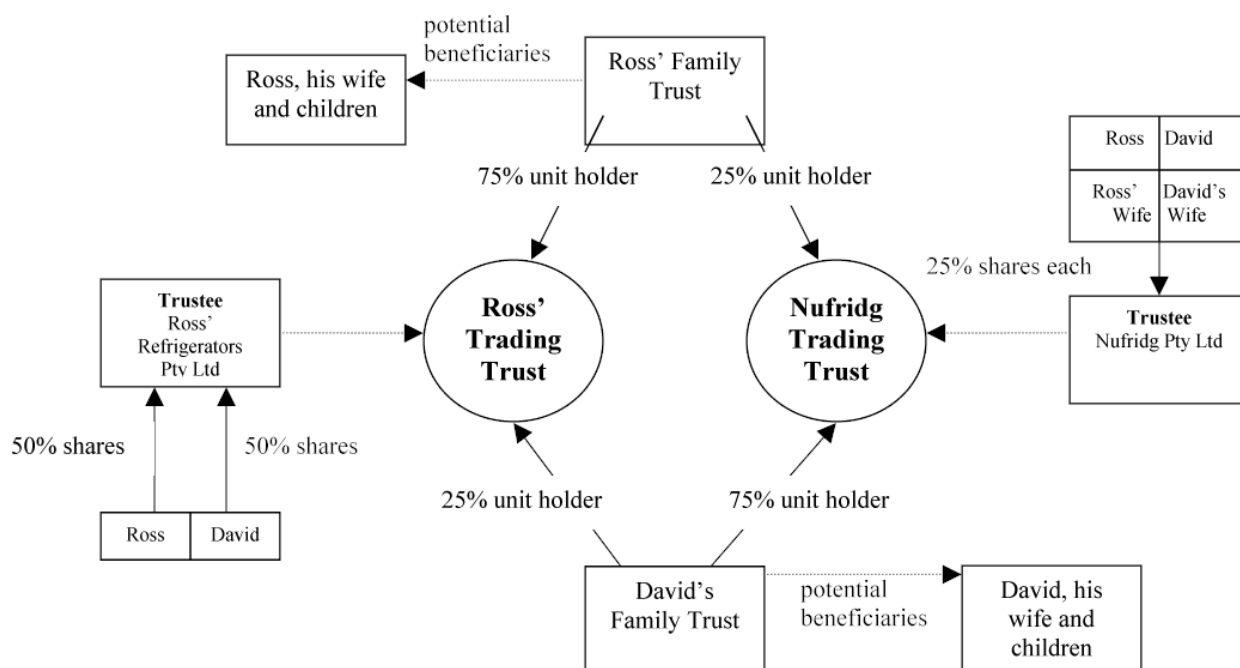 potential
beneficiaries
Ross' Family
Trust
Ross, his wife
and children
75% unit holder
25% unit holder
Ross
David
Ross'
Wife
David's
Wife
25% shares each
Trustee
Ross'
Refrigerators
Pty Ltd
Ross'
Trading
Trust
Nufridg
Trading
Trust
Trustee
Nufridg Pty Ltd
50% shares
50% shares
25% unit holder
75% unit holder
Ross
David
David's
Family Trust
potential
beneficiaries
David, his
wife and
children